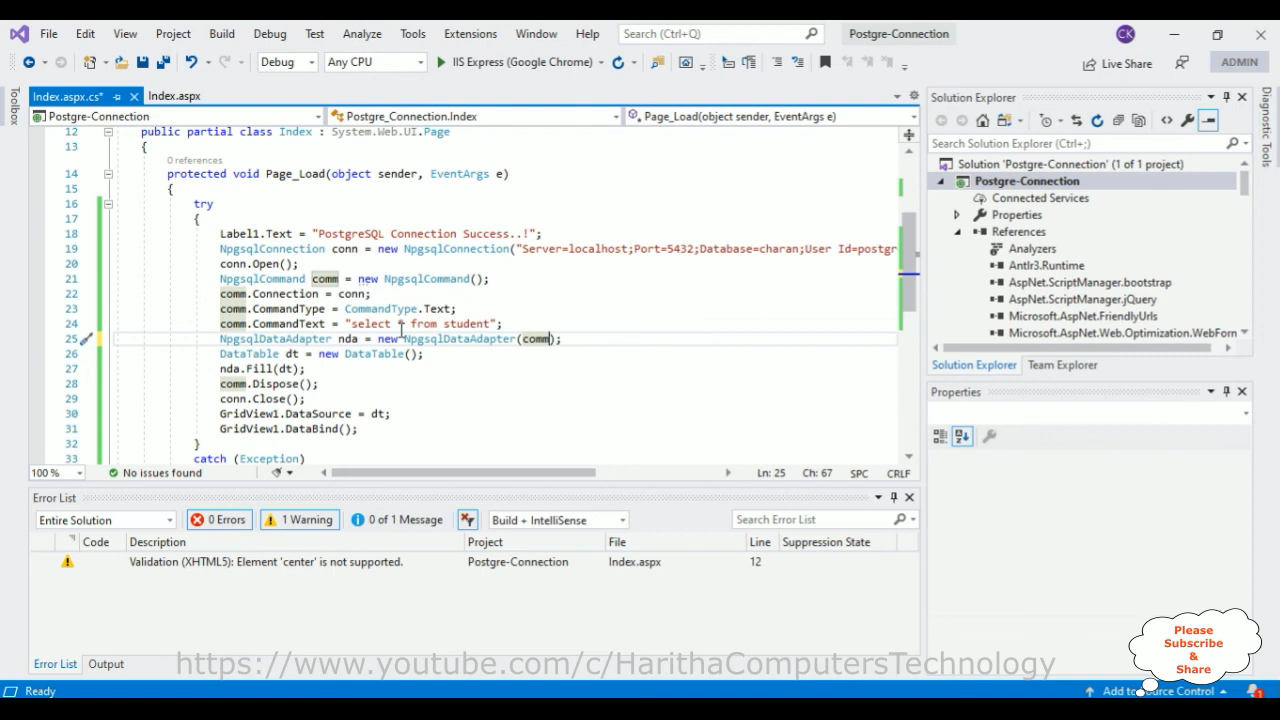 File Edit View Project Build Debug Test Analyze Tools Extensions Window Help Search (Ctrl+Q) Postgre-Connection CK
Debug Any CPU IIS Express (Google Chrome) Live Share ADMIN
Toolbox
Index.aspx.cs* Index.aspx
Postgre-Connection Postgre_Connection.Index Page_Load(object sender, EventArgs e)
12 public partial class Index : System.Web.UI.Page
13 {
0 references
14 protected void Page_Load(object sender, EventArgs e)
15 {
16 try
17 {
18 Label1.Text = "PostgreSQL Connection Success..!";
19 NpgsqlConnection conn = new NpgsqlConnection("Server=localhost;Port=5432;Database=charan;User Id=postgr
20 conn.Open();
21 NpgsqlCommand comm = new NpgsqlCommand();
22 comm.Connection = conn;
23 comm.CommandType = CommandType.Text;
24 comm.CommandText = "select * from student";
25 NpgsqlDataAdapter nda = new NpgsqlDataAdapter(comm);
26 DataTable dt = new DataTable();
27 nda.Fill(dt);
28 comm.Dispose();
29 conn.Close();
30 GridView1.DataSource = dt;
31 GridView1.DataBind();
32 }
33 catch (Exception)
100 % No issues found Ln: 25 Ch: 67 SPC CRLF
Error List
Entire Solution 0 Errors 1 Warning 0 of 1 Message Build + IntelliSense Search Error List
Code Description Project File Line Suppression State
Validation (XHTML5): Element 'center' is not supported. Postgre-Connection Index.aspx 12
Error List Output
https://www.youtube.com/c/HarithaComputersTechnology
Ready Add to Source Control 1
Solution Explorer
Search Solution Explorer (Ctrl+;)
Solution 'Postgre-Connection' (1 of 1 project)
Postgre-Connection
Connected Services
Properties
References
Analyzers
Antlr3.Runtime
AspNet.ScriptManager.bootstrap
AspNet.ScriptManager.jQuery
Microsoft.AspNet.FriendlyUrls
Microsoft.AspNet.Web.Optimization.WebForn
Solution Explorer Team Explorer
Properties
Diagnostic Tools
Please
Subscribe
&
Share